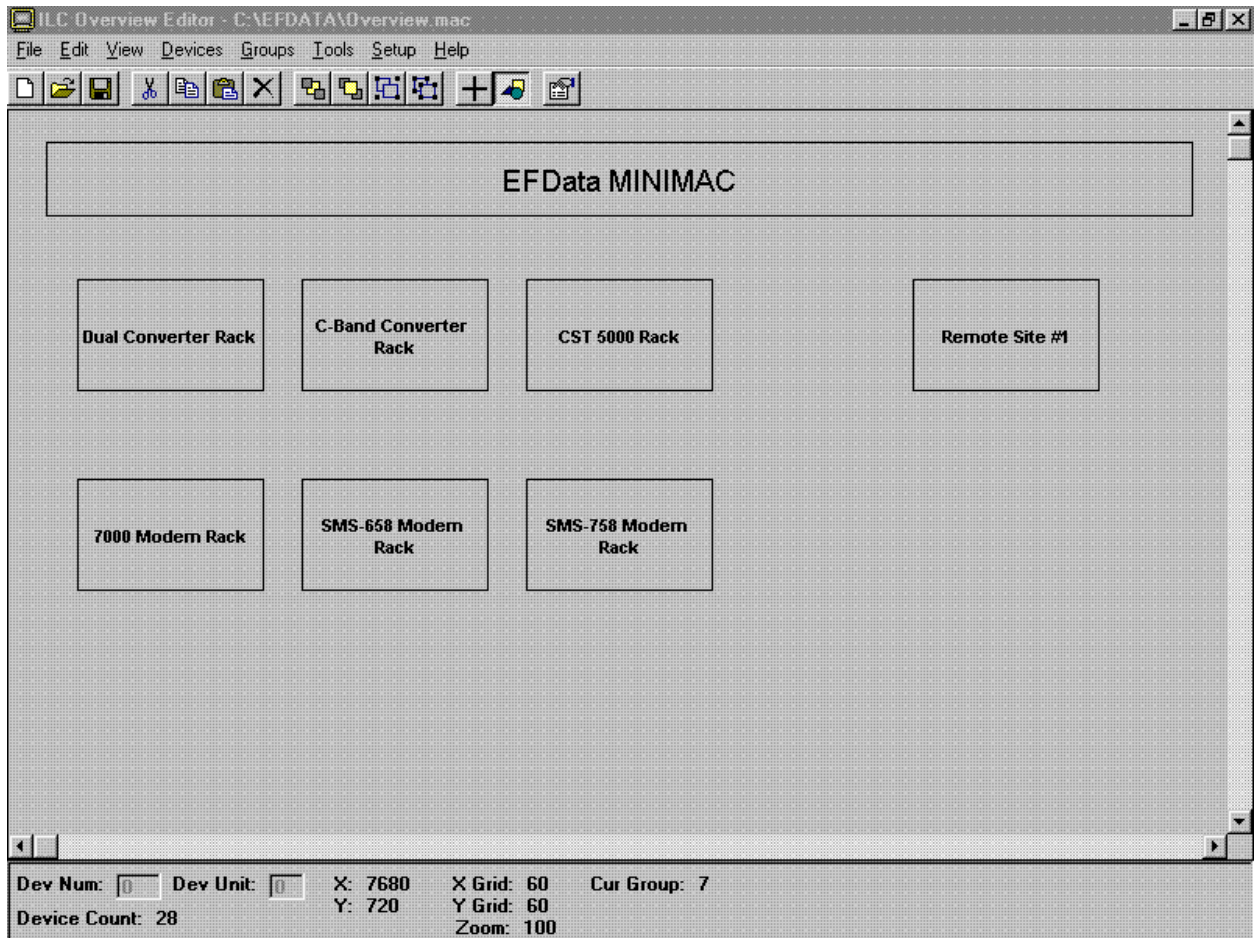 ILC Overview Editor - C:\EFDATA\Overview.mac
File Edit View Devices Groups Tools Setup Help
EFData MINIMAC
Dual Converter Rack
C-Band Converter
Rack
CST 5000 Rack
Remote Site #1
7000 Modem Rack
SMS-658 Modem
Rack
SMS-758 Modem
Rack
Dev Num: 0 Dev Unit: 0 X: 7680 X Grid: 60 Cur Group: 7
Y: 720 Y Grid: 60
Device Count: 28
Zoom: 100